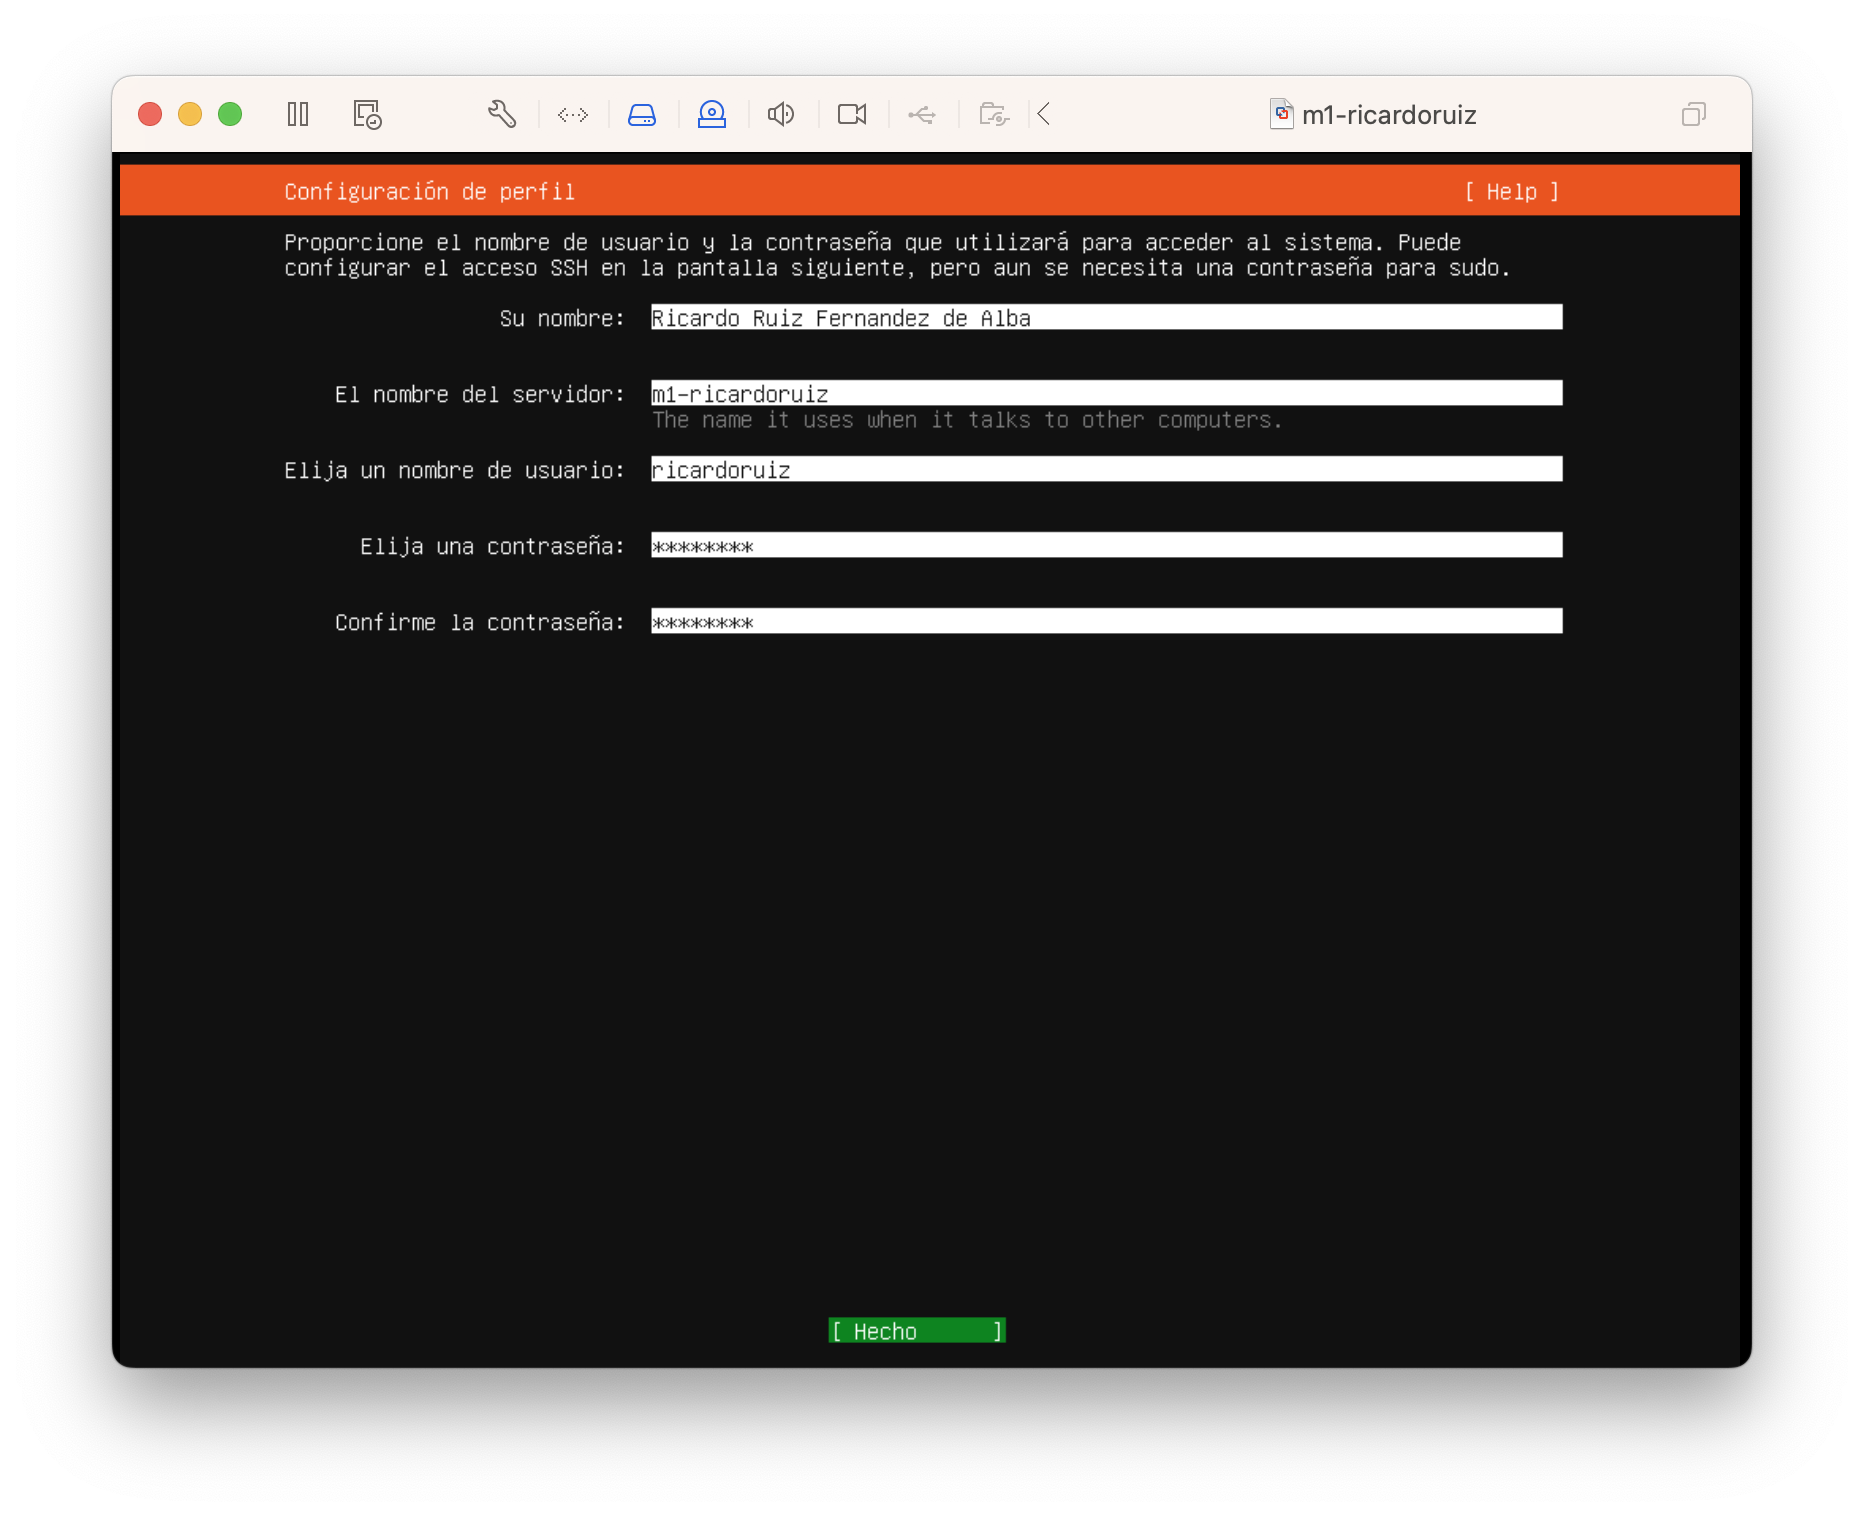 m1-ricardoruiz
Configuración de perfil [ Help ]
Proporcione el nombre de usuario y la contraseña que utilizará para acceder al sistema. Puede
configurar el acceso SSH en la pantalla siguiente, pero aun se necesita una contraseña para sudo.
Su nombre: Ricardo Ruiz Fernandez de Alba
El nombre del servidor: m1-ricardoruiz
The name it uses when it talks to other computers.
Elija un nombre de usuario: ricardoruiz
Elija una contraseña: ********
Confirme la contraseña: ********
[ Hecho ]